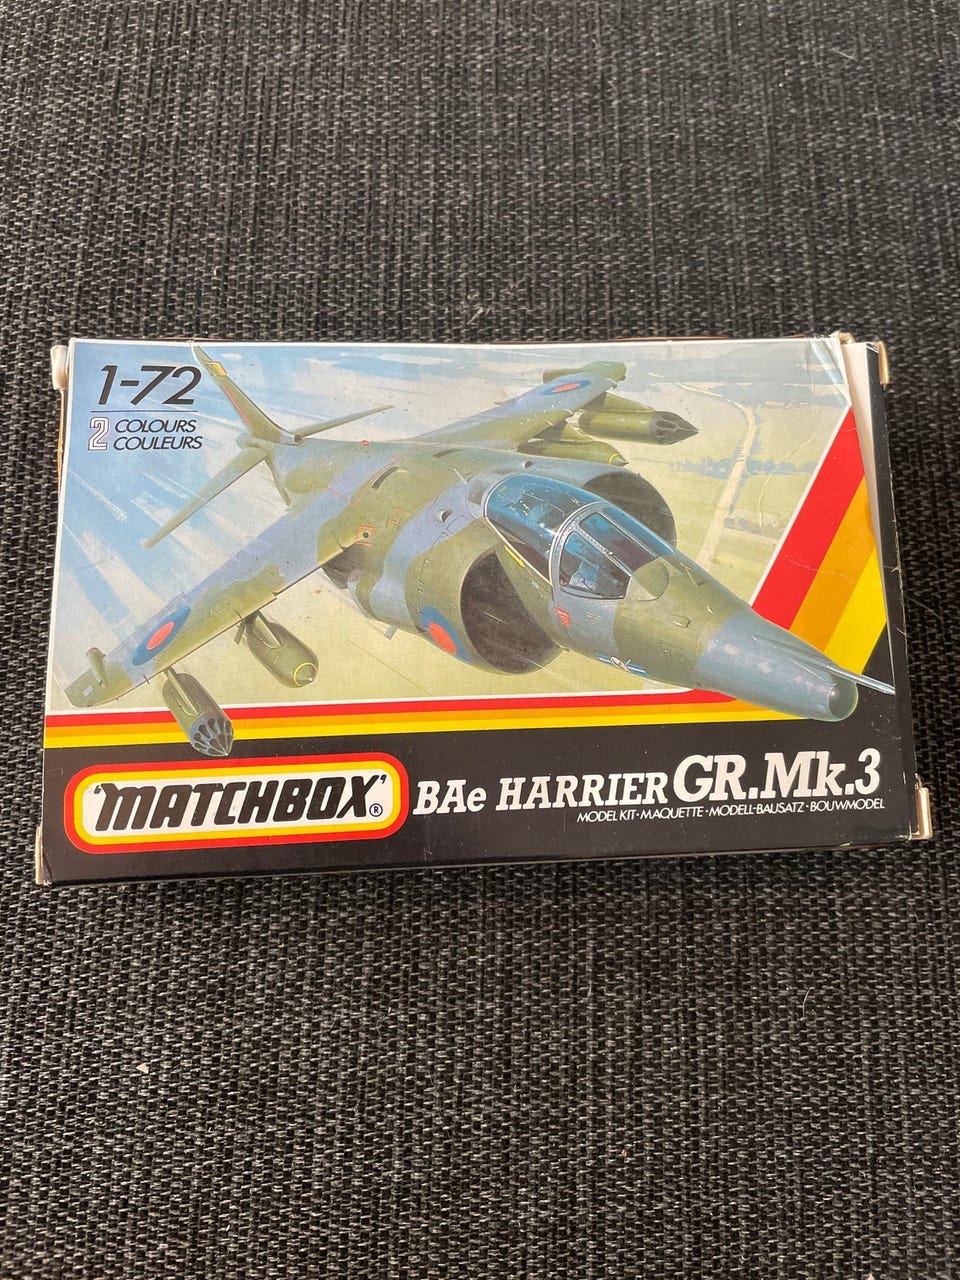 1-72
2 COLOURS
COULEURS
'MATCHBOX'®
BAe HARRIER GR.Mk.3
MODEL KIT·MAQUETTE·MODELL-BAUSATZ·BOUWMODEL